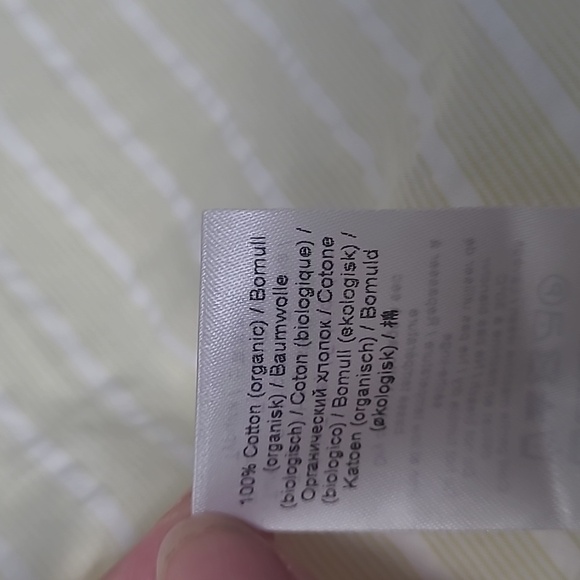 100% Cotton (organic) / Bomull
(organisk) / Baumwolle
(biologisch) / Coton (biologique) /
Органический хлопок / Cotone
(biologico) / Bomull (ekologisk) /
Katoen (organisch) / Bomuld
(økologisk) / 棉